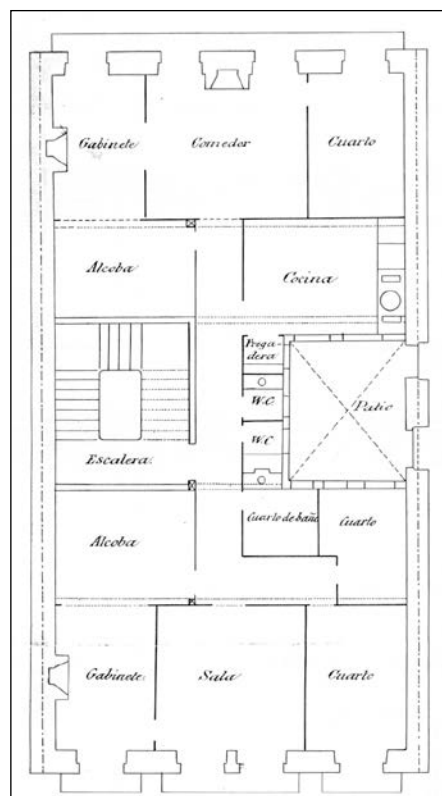 Gabinete
Comedor
Cuarto
Alcoba
Cocina
Frega
dera
W.C.
Patio
W.C
Escalera.
Cuarto de baño
Cuarto
Alcoba
Gabinete.
Sala
Cuarto